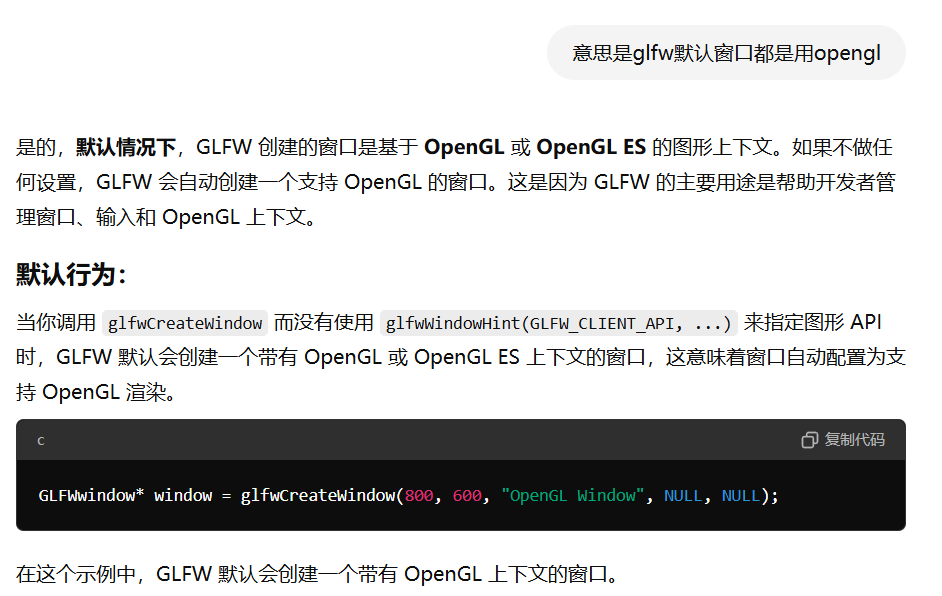 意思是glfw默认窗口都是用opengl
是的，默认情况下，GLFW 创建的窗口是基于 OpenGL 或 OpenGL ES 的图形上下文。如果不做任
何设置，GLFW 会自动创建一个支持 OpenGL 的窗口。这是因为 GLFW 的主要用途是帮助开发者管
理窗口、输入和 OpenGL 上下文。
默认行为：
当你调用 glfwCreateWindow 而没有使用 glfwWindowHint(GLFW_CLIENT_API, ...) 来指定图形 API
时，GLFW 默认会创建一个带有 OpenGL 或 OpenGL ES 上下文的窗口，这意味着窗口自动配置为支
持 OpenGL 渲染。
c 复制代码
GLFWwindow* window = glfwCreateWindow(800, 600, "OpenGL Window", NULL, NULL);
在这个示例中，GLFW 默认会创建一个带有 OpenGL 上下文的窗口。